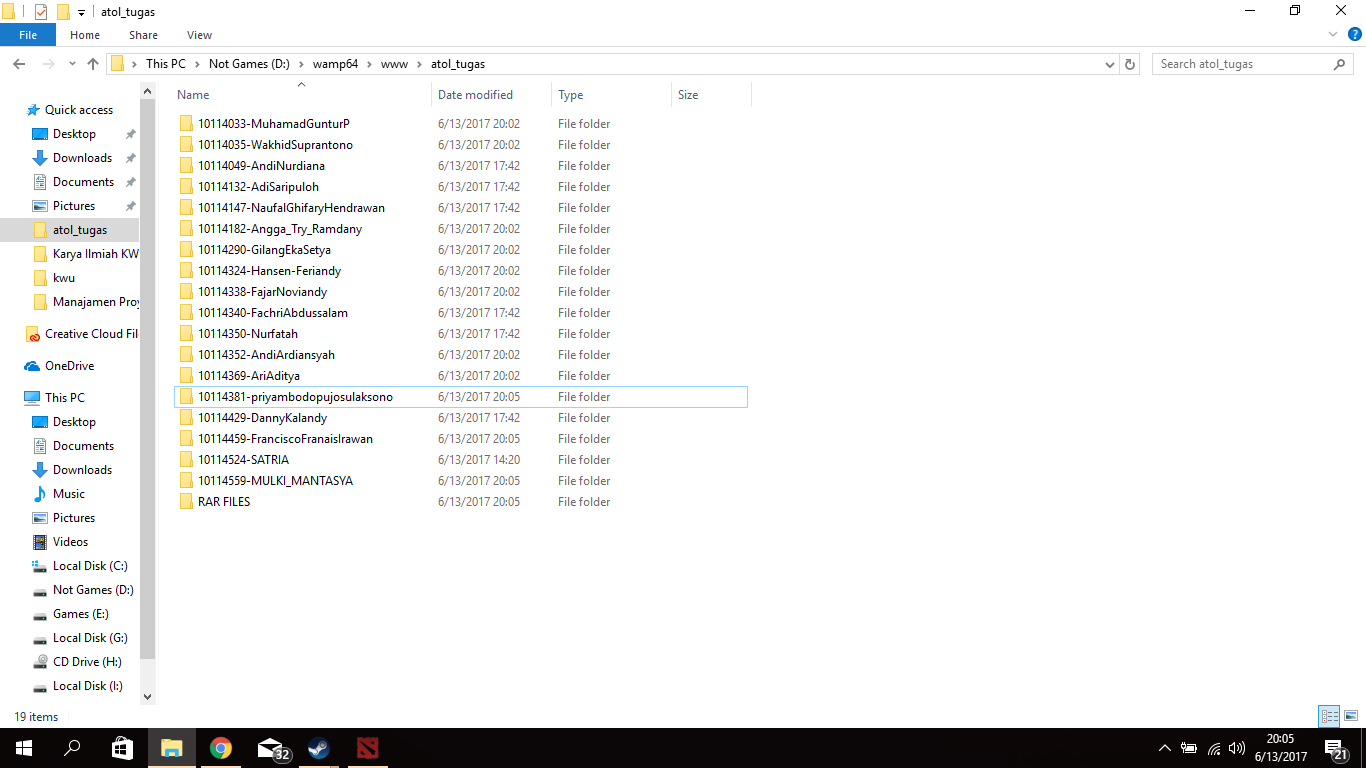 atol_tugas
File Home Share View
This PC Not Games (D:) wamp64 www atol_tugas Search atol_tugas
Name Date modified Type Size
Quick access
Desktop
Downloads
Documents
Pictures
atol_tugas
Karya Ilmiah KW
kwu
Manajamen Proy
Creative Cloud Fil
OneDrive
This PC
Desktop
Documents
Downloads
Music
Pictures
Videos
Local Disk (C:)
Not Games (D:)
Games (E:)
Local Disk (G:)
CD Drive (H:)
Local Disk (I:)
10114033-MuhamadGunturP 6/13/2017 20:02 File folder
10114035-WakhidSuprantono 6/13/2017 20:02 File folder
10114049-AndiNurdiana 6/13/2017 17:42 File folder
10114132-AdiSaripuloh 6/13/2017 17:42 File folder
10114147-NaufalGhifaryHendrawan 6/13/2017 17:42 File folder
10114182-Angga_Try_Ramdany 6/13/2017 20:02 File folder
10114290-GilangEkaSetya 6/13/2017 20:02 File folder
10114324-Hansen-Feriandy 6/13/2017 20:02 File folder
10114338-FajarNoviandy 6/13/2017 20:02 File folder
10114340-FachriAbdussalam 6/13/2017 17:42 File folder
10114350-Nurfatah 6/13/2017 17:42 File folder
10114352-AndiArdiansyah 6/13/2017 20:02 File folder
10114369-AriAditya 6/13/2017 20:02 File folder
10114381-priyambodopujosulaksono 6/13/2017 20:05 File folder
10114429-DannyKalandy 6/13/2017 17:42 File folder
10114459-FranciscoFranaisIrawan 6/13/2017 20:05 File folder
10114524-SATRIA 6/13/2017 14:20 File folder
10114559-MULKI_MANTASYA 6/13/2017 20:05 File folder
RAR FILES 6/13/2017 20:05 File folder
19 items
32
20:05
6/13/2017
21